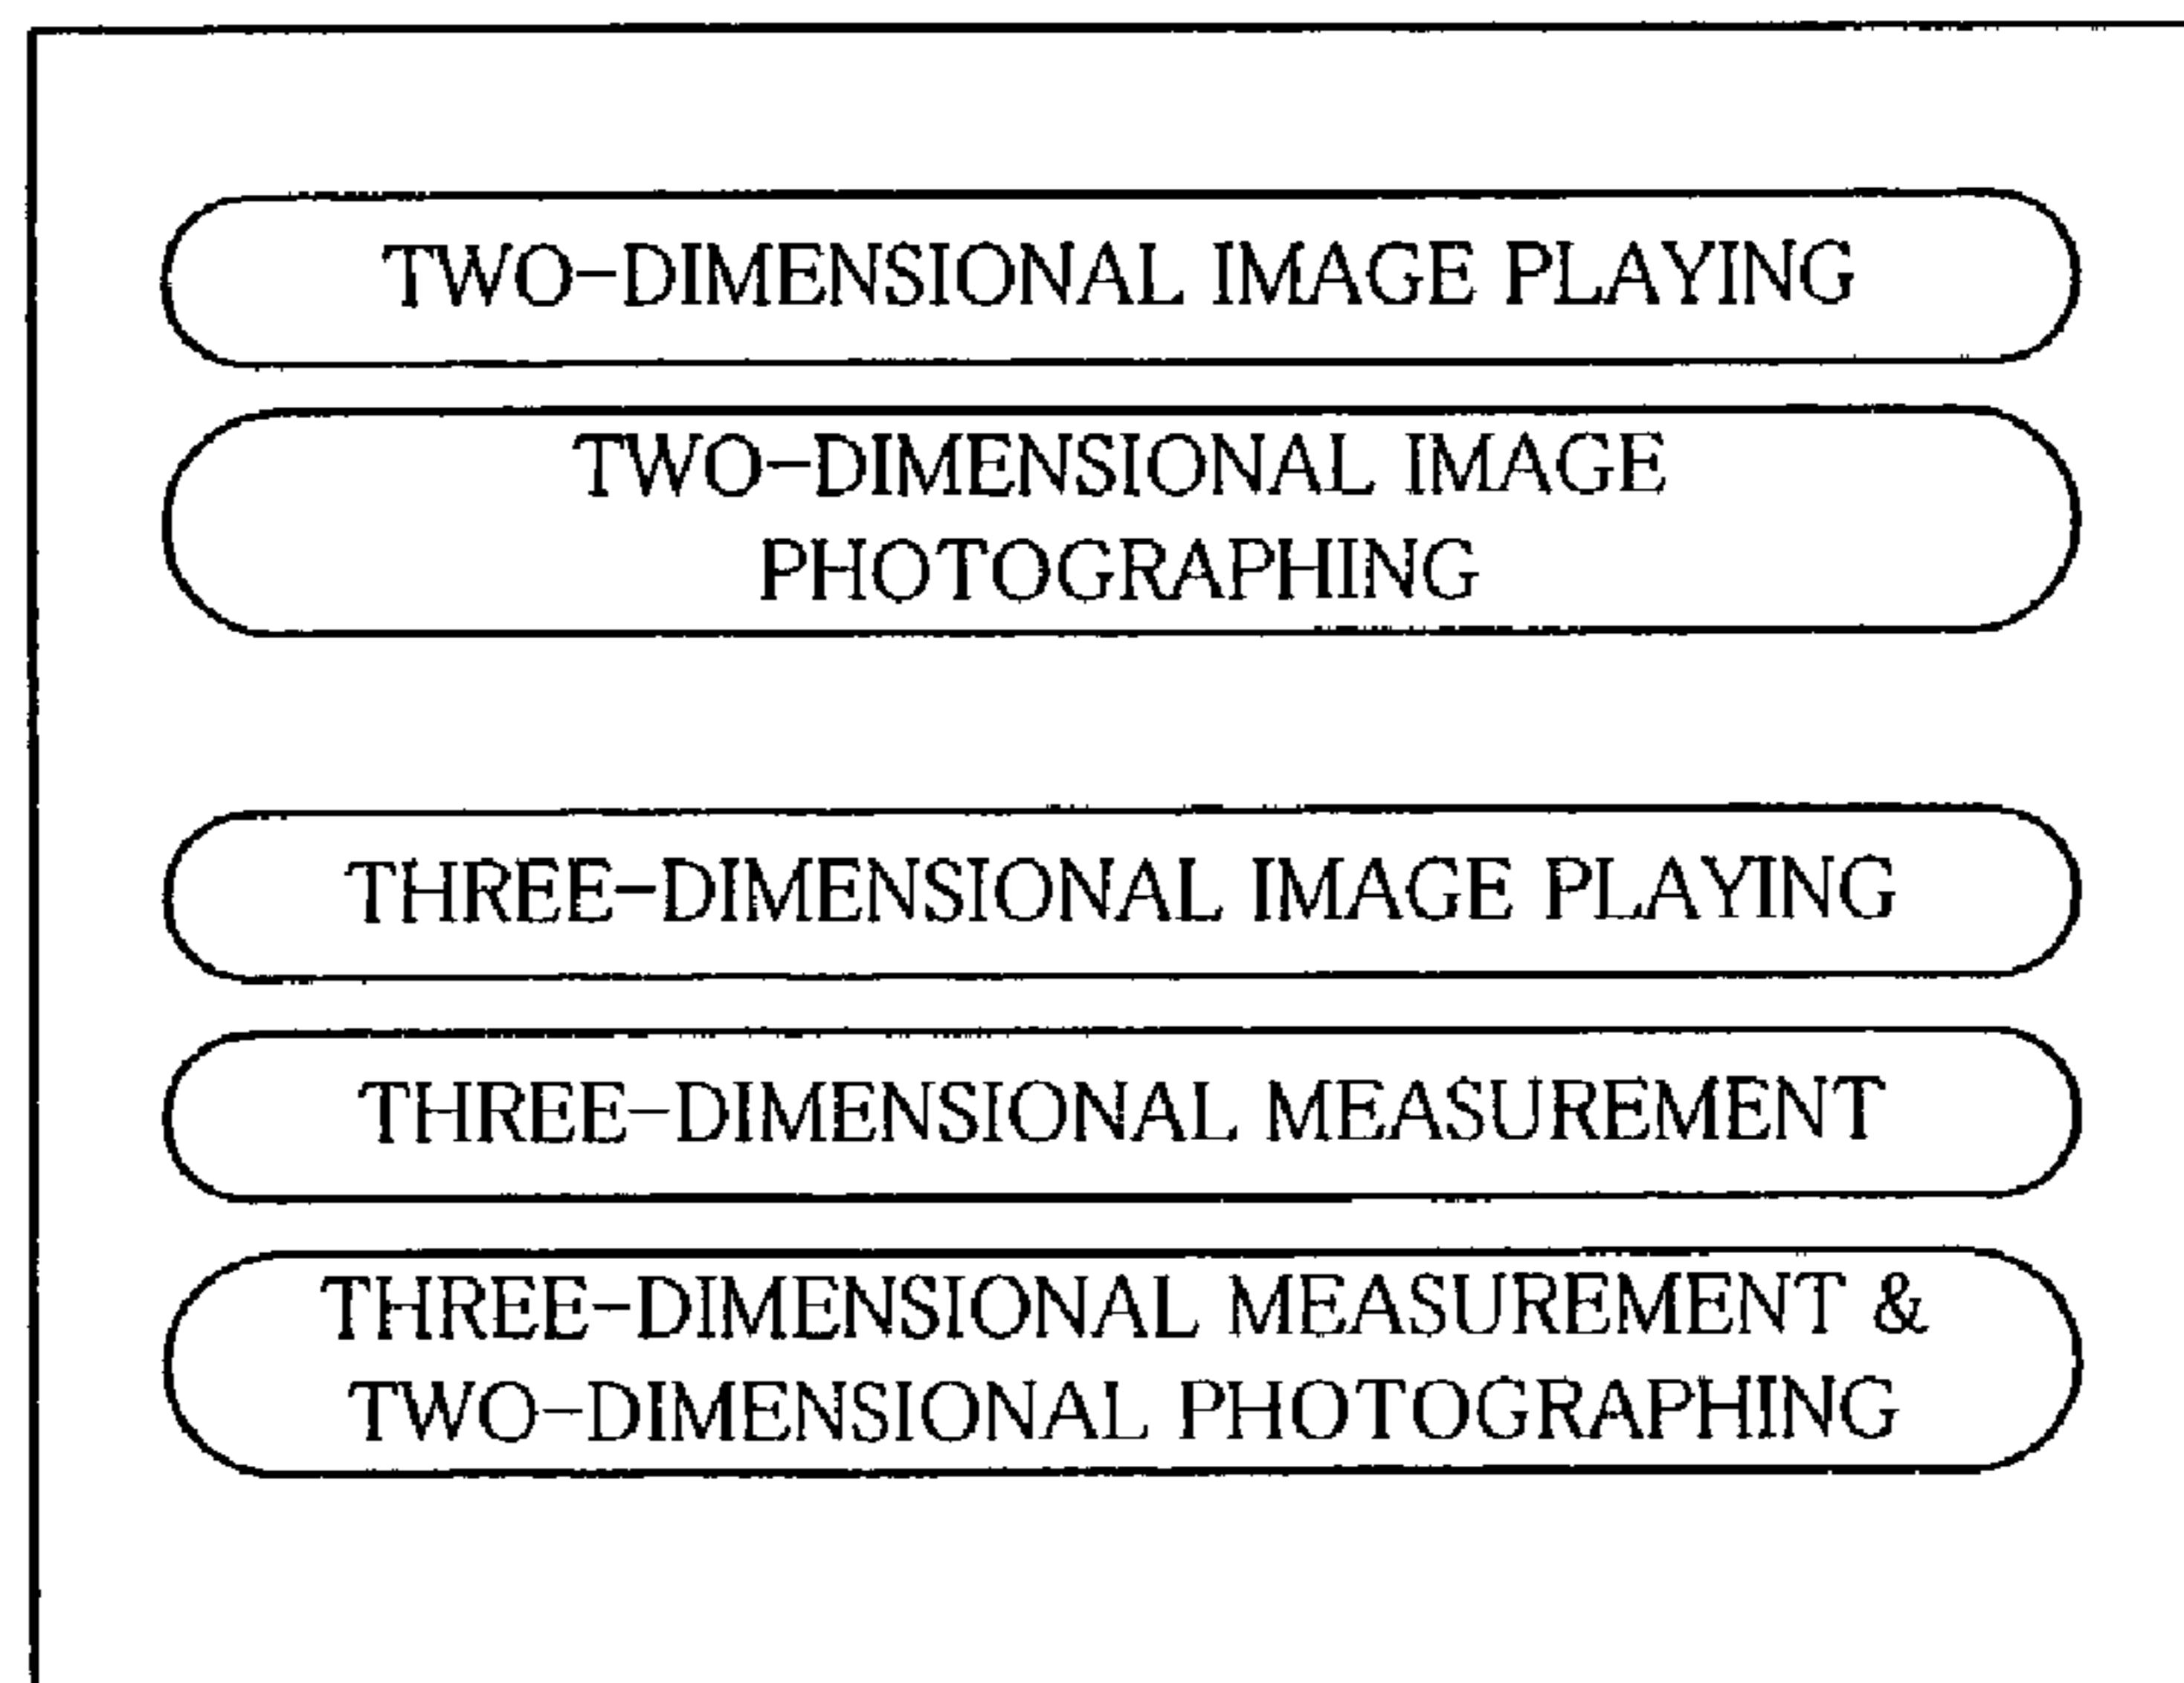 TWO-DIMENSIONAL IMAGE PLAYING
TWO-DIMENSIONAL IMAGE
PHOTOGRAPHING
THREE-DIMENSIONAL IMAGE PLAYING
THREE-DIMENSIONAL MEASUREMENT
THREE-DIMENSIONAL MEASUREMENT &
TWO-DIMENSIONAL PHOTOGRAPHING